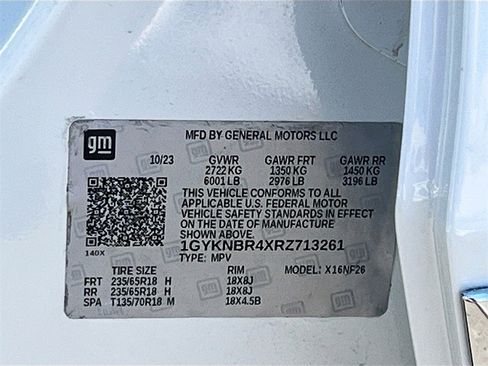 gm
MFD BY GENERAL MOTORS LLC
10/23 GVWR GAWR FRT GAWR RR
2722 KG 1350 KG 1450 KG
6001 LB 2976 LB 3196 LB
THIS VEHICLE CONFORMS TO ALL
APPLICABLE U.S. FEDERAL MOTOR
VEHICLE SAFETY STANDARDS IN EFFECT
ON THE DATE OF MANUFACTURE
SHOWN ABOVE.
1GYKNBR4XRZ713261
140X TYPE: MPV
TIRE SIZE RIM MODEL: X16NF26
FRT 235/65R18 H 18X8J
RR 235/65R18 H 18X8J
SPA T135/70R18 M 18X4.5B